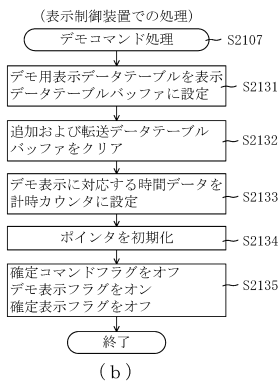 (表示制御装置での処理)
デモコマンド処理
S2107
デモ用表示データテーブルを表示
データテーブルバッファに設定
S2131
追加および転送データテーブル
バッファをクリア
S2132
デモ表示に対応する時間データを
計時カウンタに設定
S2133
ポインタを初期化
S2134
確定コマンドフラグをオフ
デモ表示フラグをオン
確定表示フラグをオフ
S2135
終了
(b)